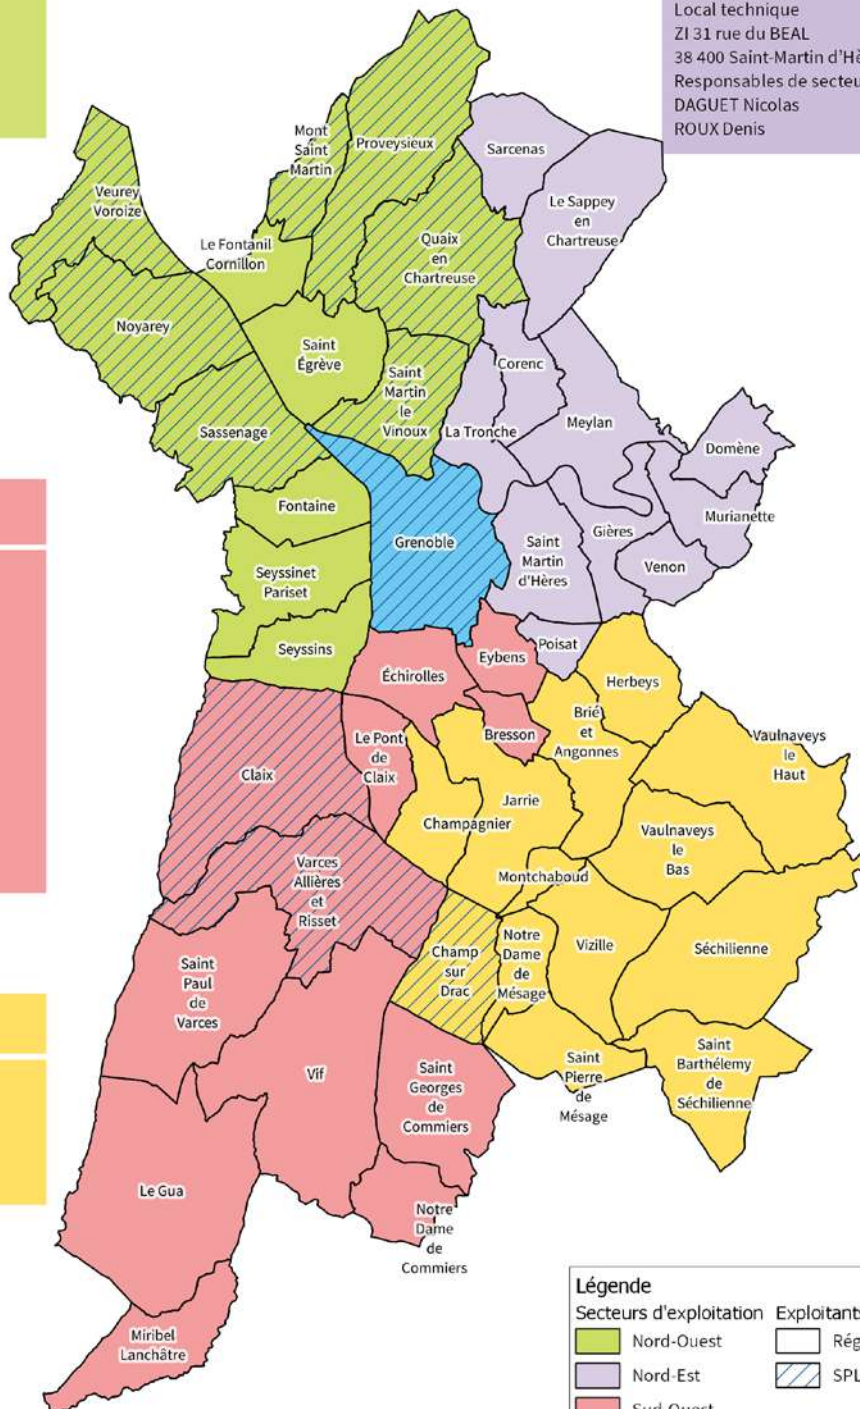 Local technique
ZI 31 rue du BEAL
38 400 Saint-Martin d'Hè
Responsables de secteu
DAGUET Nicolas
ROUX Denis
Mont
Saint
Martin
Proveysieux
Sarcenas
Veurey
Voroize
Le Sappey
en
Chartreuse
Le Fontanil
Cornillon
Quaix
en
Chartreuse
Noyarey
Saint
Égrève
Corenc
Saint
Martin
le
Vinoux
Sassenage
La Tronche
Meylan
Domène
Fontaine
Murianette
Grenoble
Saint
Martin
d'Hères
Gières
Venon
Seyssinet
Pariset
Seyssins
Poisat
Eybens
Échirolles
Herbeys
Brié
et
Angonnes
Bresson
Le Pont
de
Claix
Vaulnaveys
le
Haut
Claix
Jarrie
Champagnier
Vaulnaveys
le
Bas
Varces
Allières
et
Risset
Montchaboud
Notre
Dame
de
Mésage
Vizille
Séchilienne
Champ
sur
Drac
Saint
Paul
de
Varces
Saint
Barthélemy
de
Séchilienne
Saint
Pierre
de
Mésage
Vif
Saint
Georges
de
Commiers
Le Gua
Notre
Dame
de
Commiers
Miribel
Lanchâtre
Légende
Secteurs d'exploitation
Exploitants
Nord-Ouest
Rég
Nord-Est
SPL
Sud-Ouest